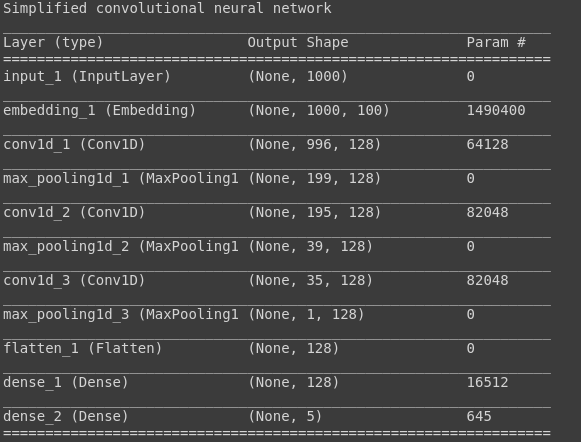 Simplified convolutional neural network
_________________________________________________________________
Layer (type)                 Output Shape              Param #
=================================================================
input_1 (InputLayer)         (None, 1000)              0
_________________________________________________________________
embedding_1 (Embedding)      (None, 1000, 100)         1490400
_________________________________________________________________
conv1d_1 (Conv1D)            (None, 996, 128)          64128
_________________________________________________________________
max_pooling1d_1 (MaxPooling1 (None, 199, 128)          0
_________________________________________________________________
conv1d_2 (Conv1D)            (None, 195, 128)          82048
_________________________________________________________________
max_pooling1d_2 (MaxPooling1 (None, 39, 128)           0
_________________________________________________________________
conv1d_3 (Conv1D)            (None, 35, 128)           82048
_________________________________________________________________
max_pooling1d_3 (MaxPooling1 (None, 1, 128)            0
_________________________________________________________________
flatten_1 (Flatten)          (None, 128)               0
_________________________________________________________________
dense_1 (Dense)              (None, 128)               16512
_________________________________________________________________
dense_2 (Dense)              (None, 5)                 645
=================================================================